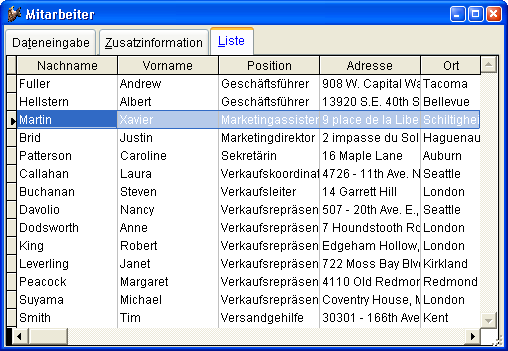 Mitarbeiter
Dateneingabe Zusatzinformation Liste
Nachname Vorname Position Adresse Ort
Fuller Andrew Geschäftsführer 908 W. Capital Wa Tacoma
Hellstern Albert Geschäftsführer 13920 S.E. 40th S Bellevue
Martin Xavier Marketingassister 9 place de la Libe Schiltighei
Brid Justin Marketingdirektor 2 impasse du Sol Haguenau
Patterson Caroline Sekretärin 16 Maple Lane Auburn
Callahan Laura Verkaufskoordinat 4726 - 11th Ave. N Seattle
Buchanan Steven Verkaufsleiter 14 Garrett Hill London
Davolio Nancy Verkaufsrepräsen 507 - 20th Ave. E., Seattle
Dodsworth Anne Verkaufsrepräsen 7 Houndstooth Ro London
King Robert Verkaufsrepräsen Edgeham Hollow, London
Leverling Janet Verkaufsrepräsen 722 Moss Bay Blv Kirkland
Peacock Margaret Verkaufsrepräsen 4110 Old Redmor Redmond
Suyama Michael Verkaufsrepräsen Coventry House, M London
Smith Tim Versandgehilfe 30301 - 166th Ave Kent